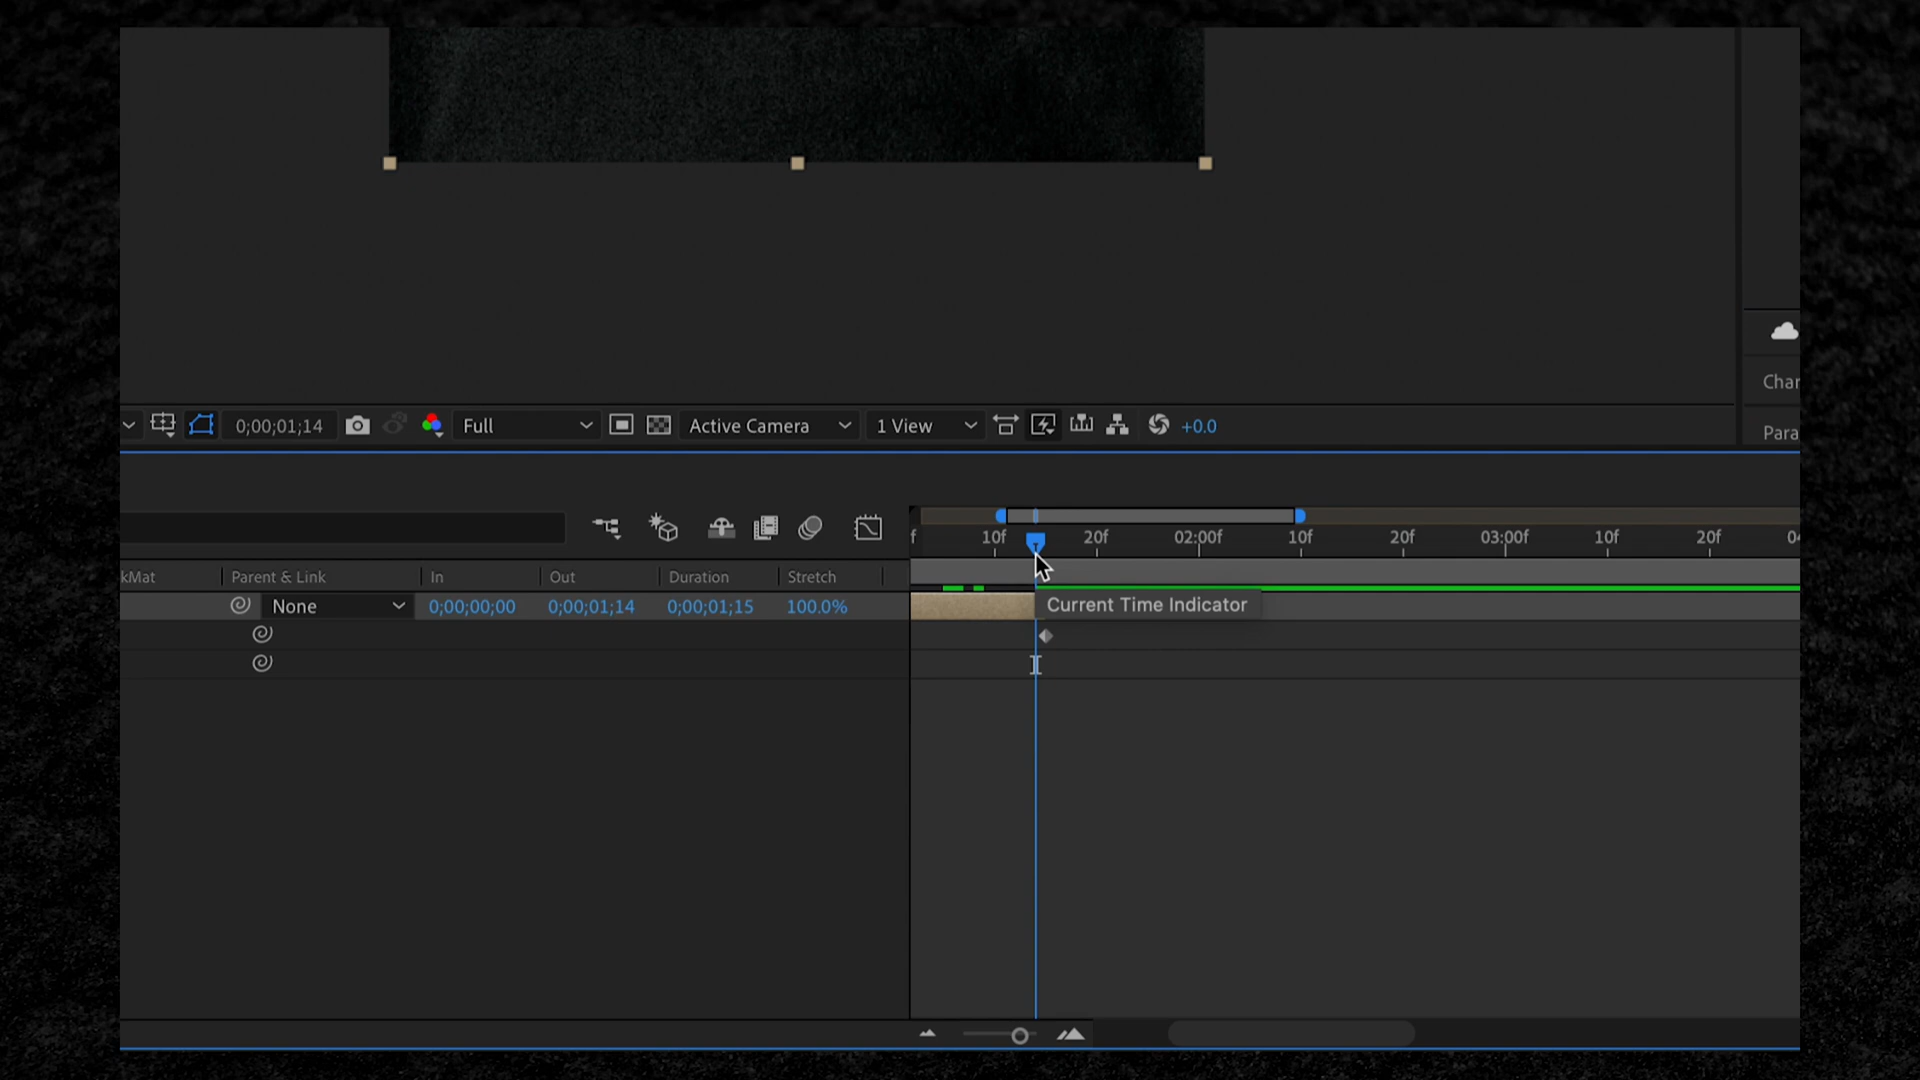 Char
Para
0;00;01;14 Full Active Camera 1 View +0.0
f 10f 20f 02:00f 10f 20f 03:00f 10f 20f 04
kMat Parent & Link In Out Duration Stretch
None 0;00;00;00 0;00;01;14 0;00;01;15 100.0% Current Time Indicator